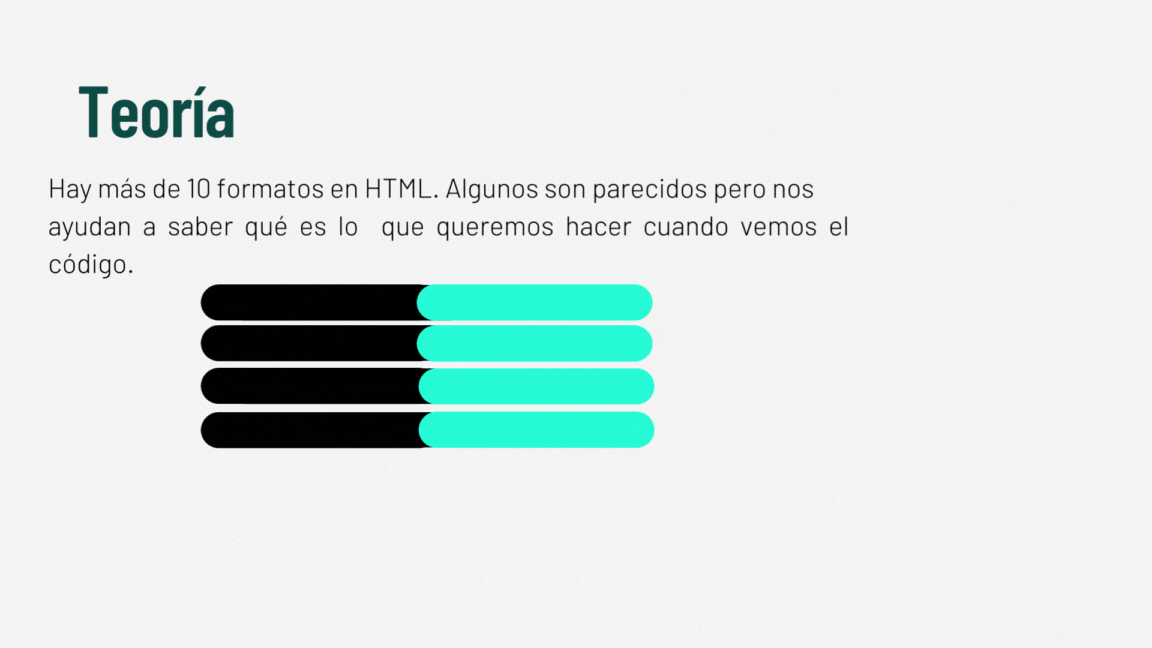 Teoría
Hay más de 10 formatos en HTML. Algunos son parecidos pero nos
ayudan a saber qué es lo que queremos hacer cuando vemos el
código.